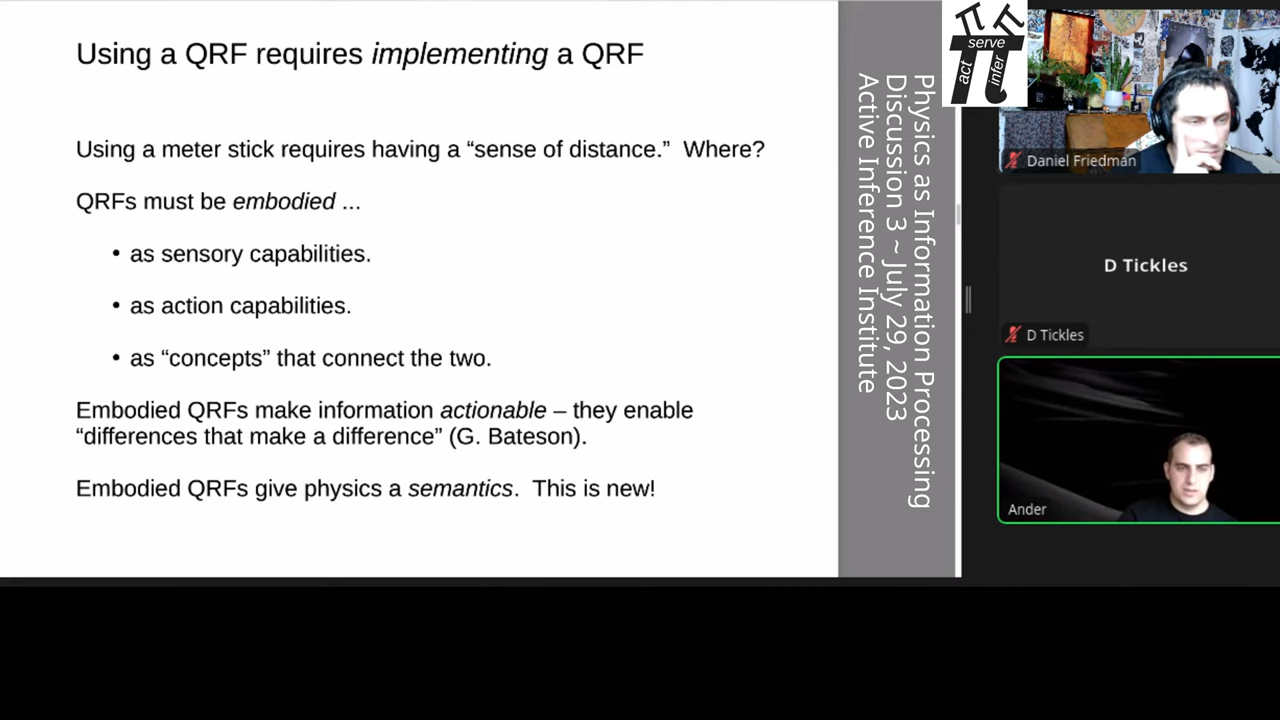 Using a QRF requires implementing a QRF
Using a meter stick requires having a “sense of distance.” Where?
QRFs must be embodied ...
• as sensory capabilities.
• as action capabilities.
• as “concepts” that connect the two.
Embodied QRFs make information actionable – they enable
“differences that make a difference” (G. Bateson).
Embodied QRFs give physics a semantics. This is new!
Physics as Information Processing
Discussion 3 ~ July 29, 2023
Active Inference Institute
serve
act
infer
Daniel Friedman
D Tickles
D Tickles
Ander